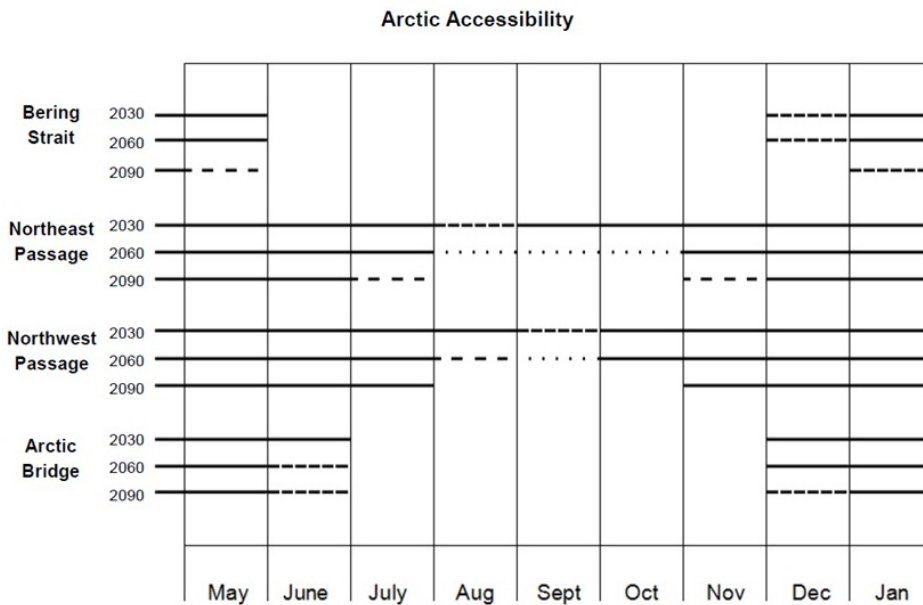 Arctic Accessibility
Bering
Strait
2030
2060
2090
Northeast
Passage
2030
2060
2090
Northwest
Passage
2030
2060
2090
Arctic
Bridge
2030
2060
2090
May June July Aug Sept Oct Nov Dec Jan